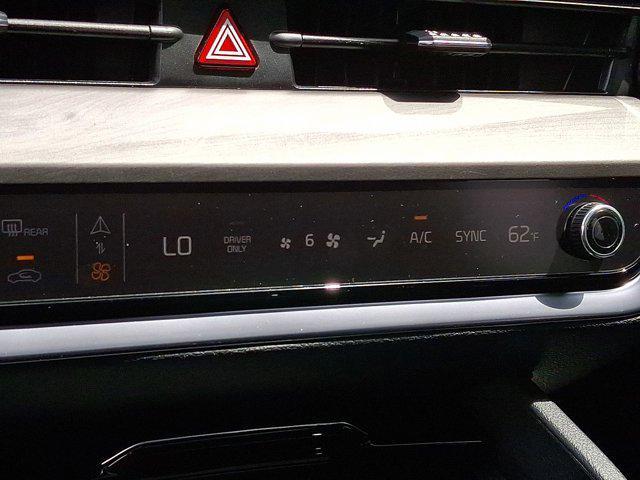 REAR
LO
DRIVER
ONLY
6
A/C
SYNC
62°F